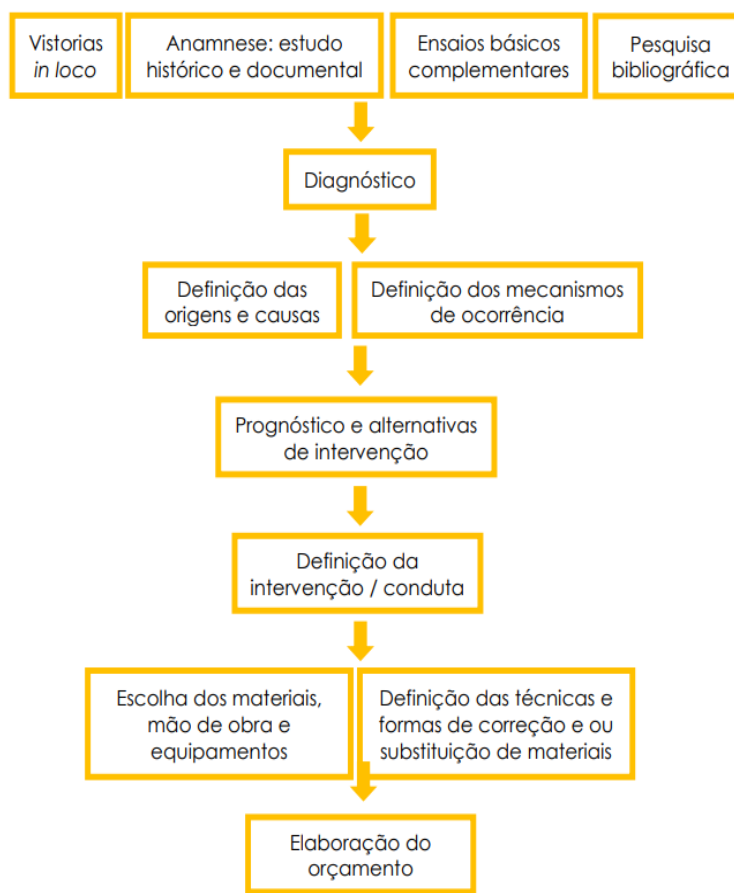 Vistorias
in loco
Anamnese: estudo
histórico e documental
Ensaios básicos
complementares
Pesquisa
bibliográfica
Diagnóstico
Definição das
origens e causas
Definição dos mecanismos
de ocorrência
Prognóstico e alternativas
de intervenção
Definição da
intervenção / conduta
Escolha dos materiais,
mão de obra e
equipamentos
Definição das técnicas e
formas de correção e ou
substituição de materiais
Elaboração do
orçamento